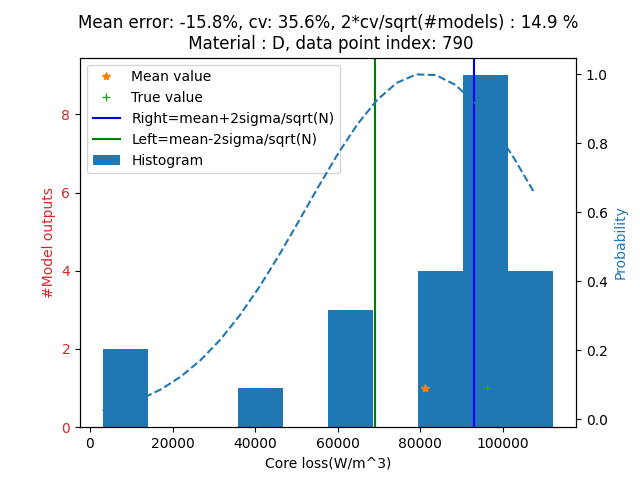 Mean error: -15.8%, cv: 35.6%, 2*cv/sqrt(#models) : 14.9 %
Material : D, data point index: 790
Mean value
True value
Right=mean+2sigma/sqrt(N)
Left=mean-2sigma/sqrt(N)
Histogram
#Model outputs
8
6
4
2
0
1.0
0.8
0.6
0.4
0.2
0.0
Probability
0 20000 40000 60000 80000 100000
Core loss(W/m^3)